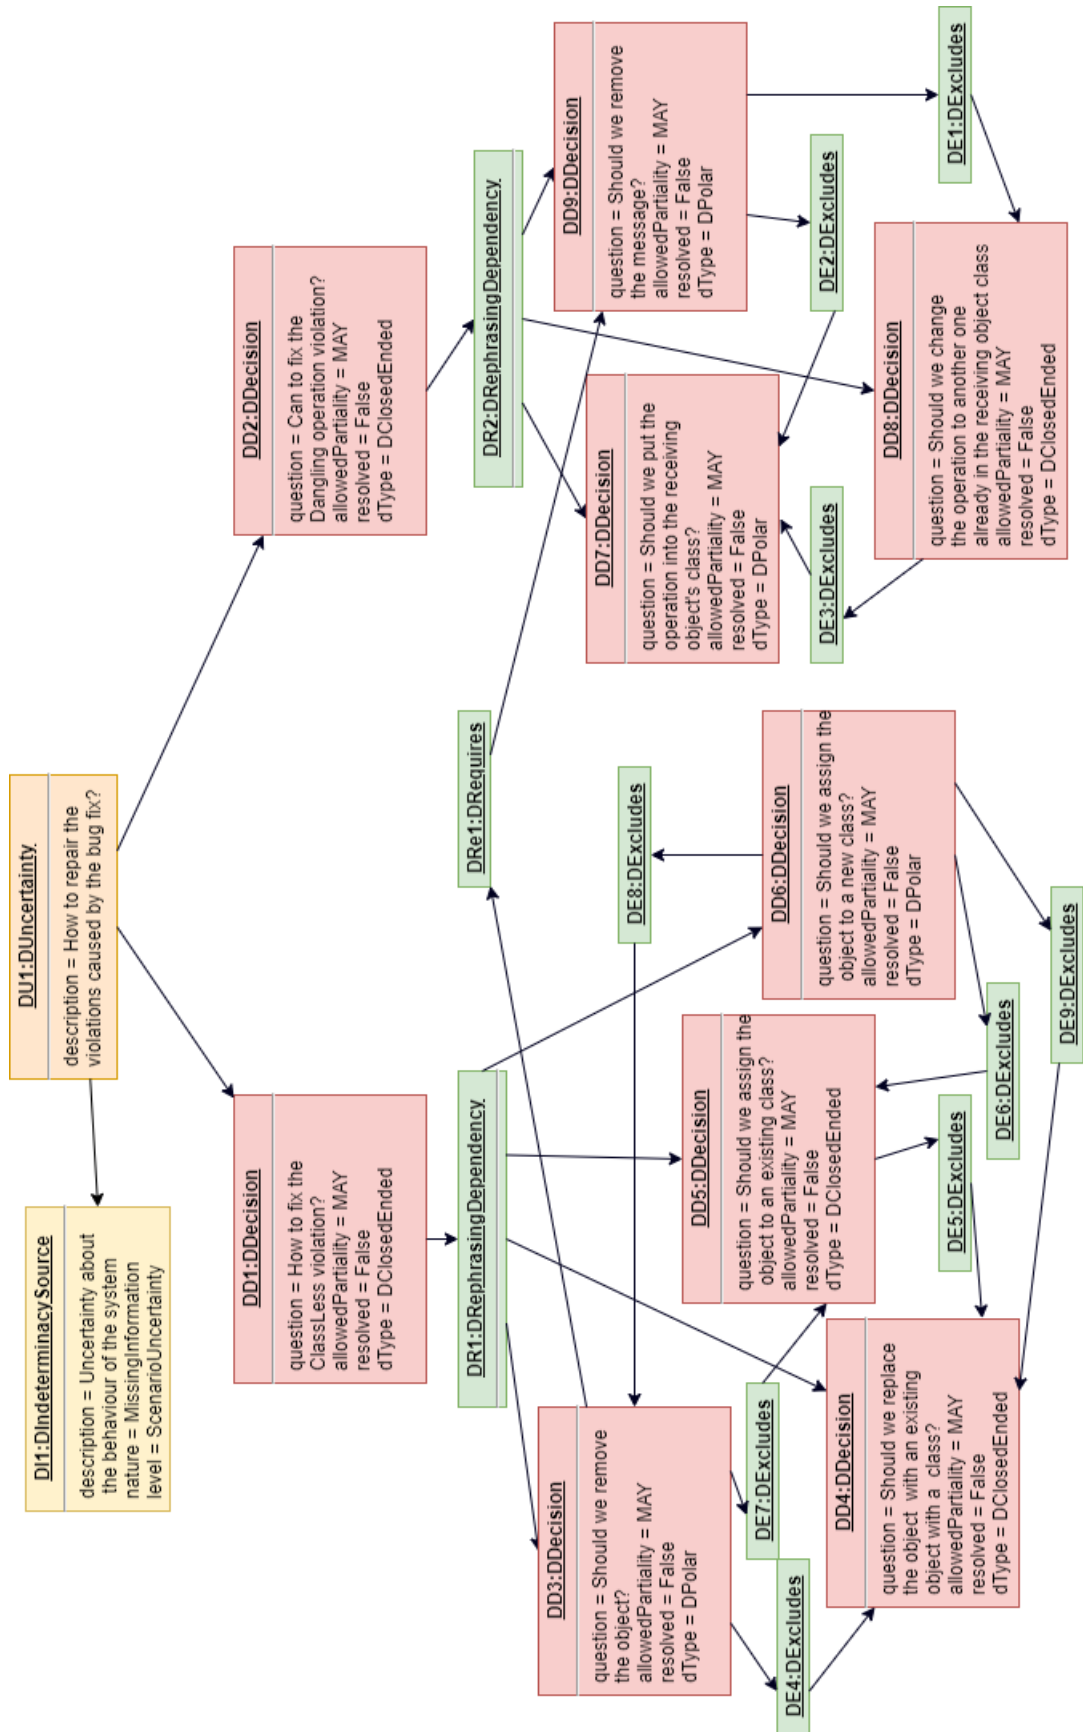 DI1:DIndeterminacySource
description = Uncertainty about
the behaviour of the system
nature = MissingInformation
level = ScenarioUncertainty
DU1:DUncertainty
description = How to repair the
violations caused by the bug fix?
DD1:DDecision
question = How to fix the
ClassLess violation?
allowedPartiality = MAY
resolved = False
dType = DClosedEnded
DD2:DDecision
question = Can to fix the
Dangling operation violation?
allowedPartiality = MAY
resolved = False
dType = DClosedEnded
DR1:DRephrasingDependency
DRe1:DRequires
DR2:DRephrasingDependency
DD3:DDecision
question = Should we remove
the object?
allowedPartiality = MAY
resolved = False
dType = DPolar
DE8:DExcludes
DD7:DDecision
question = Should we put the
operation into the receiving
object's class?
allowedPartiality = MAY
resolved = False
dType = DPolar
DD9:DDecision
question = Should we remove
the message?
allowedPartiality = MAY
resolved = False
dType = DPolar
DD5:DDecision
question = Should we assign the
object to an existing class?
allowedPartiality = MAY
resolved = False
dType = DClosedEnded
DD6:DDecision
question = Should we assign the
object to a new class?
allowedPartiality = MAY
resolved = False
dType = DPolar
DE7:DExcludes
DE4:DExcludes
DE3:DExcludes
DE2:DExcludes
DD4:DDecision
question = Should we replace
the object with an existing
object with a class?
allowedPartiality = MAY
resolved = False
dType = DClosedEnded
DD8:DDecision
question = Should we change
the operation to another one
already in the receiving object class
allowedPartiality = MAY
resolved = False
dType = DClosedEnded
DE5:DExcludes
DE6:DExcludes
DE9:DExcludes
DE1:DExcludes